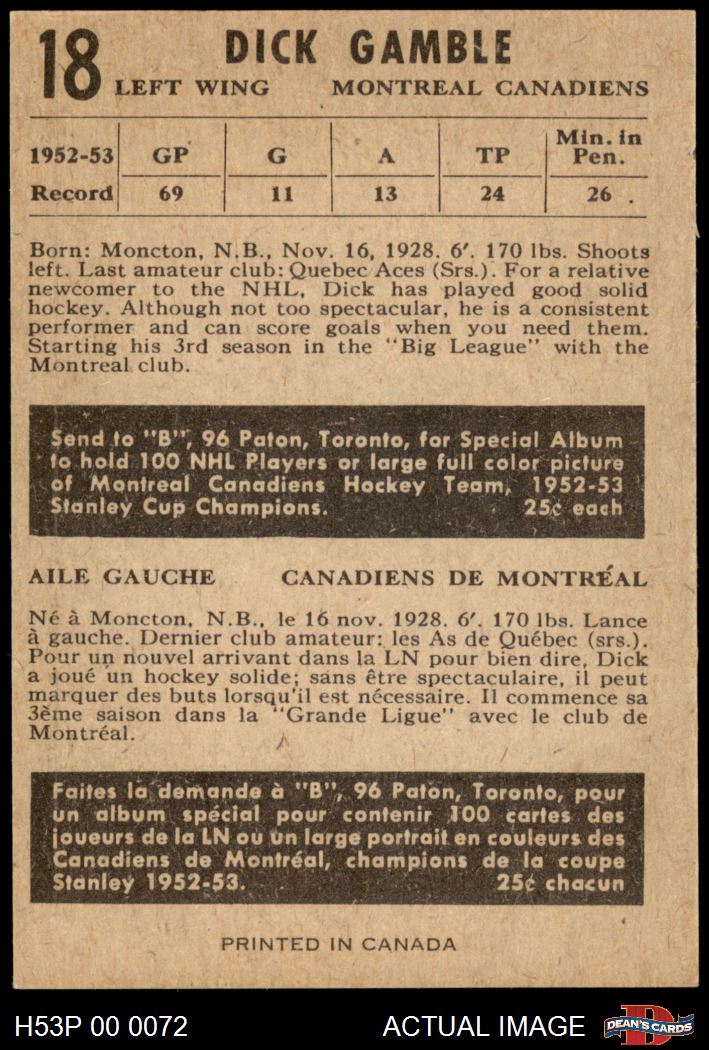 18 DICK GAMBLE
LEFT WING MONTREAL CANADIENS
1952-53 GP G A TP Min. in Pen.
Record 69 11 13 24 26 .
Born: Moncton, N.B., Nov. 16, 1928. 6'. 170 lbs. Shoots
left. Last amateur club: Quebec Aces (Srs.). For a relative
newcomer to the NHL, Dick has played good solid
hockey. Although not too spectacular, he is a consistent
performer and can score goals when you need them.
Starting his 3rd season in the "Big League" with the
Montreal club.
Send to "B", 96 Paton, Toronto, for Special Album
to hold 100 NHL Players or large full color picture
of Montreal Canadiens Hockey Team, 1952-53
Stanley Cup Champions. 25¢ each
AILE GAUCHE CANADIENS DE MONTRÉAL
Né à Moncton, N.B., le 16 nov. 1928. 6'. 170 lbs. Lance
à gauche. Dernier club amateur: les As de Québec (srs.).
Pour un nouvel arrivant dans la LN pour bien dire, Dick
a joué un hockey solide; sans être spectaculaire, il peut
marquer des buts lorsqu'il est nécessaire. Il commence sa
3ème saison dans la "Grande Ligue" avec le club de
Montréal.
Faites la demande à "B", 96 Paton, Toronto, pour
un album spécial pour contenir 100 cartes des
joueurs de la LN ou un large portrait en couleurs des
Canadiens de Montréal, champions de la coupe
Stanley 1952-53. 25¢ chacun
PRINTED IN CANADA
H53P 00 0072 ACTUAL IMAGE DEAN'S CARDS